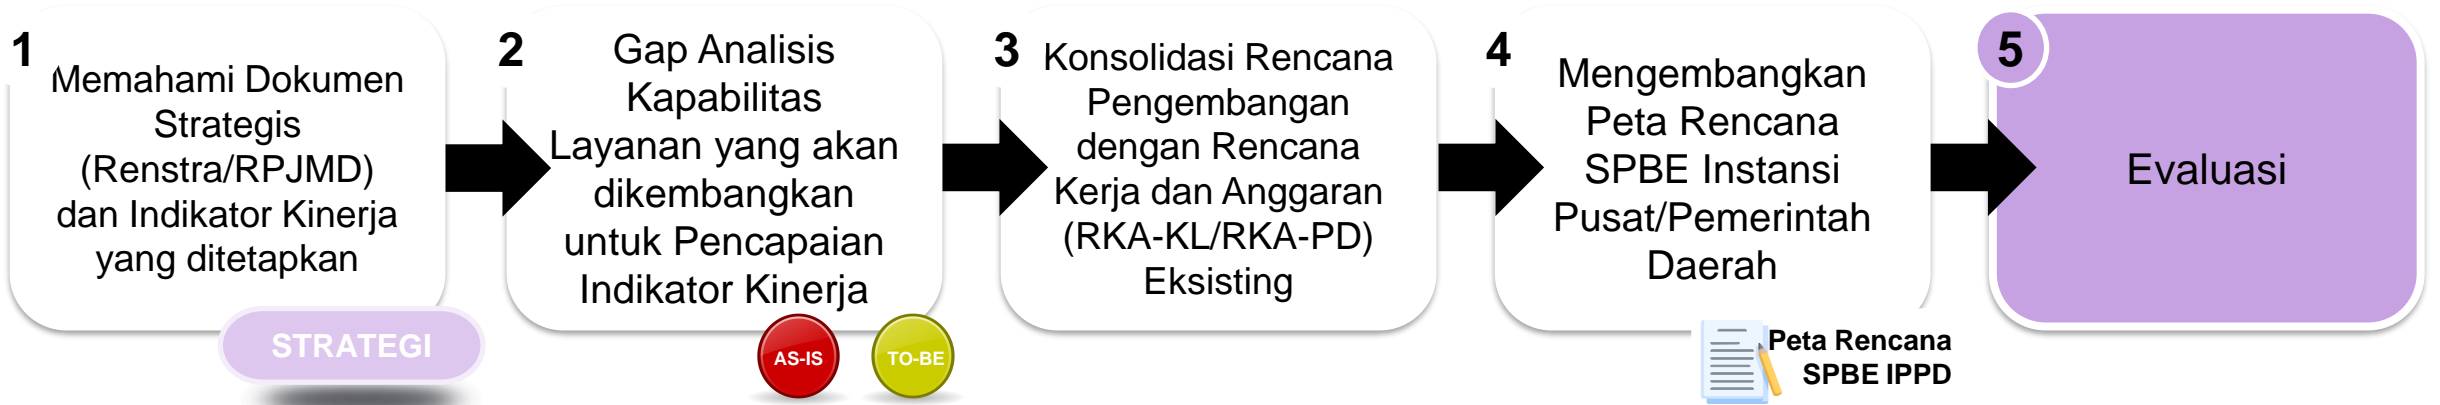 1
Memahami Dokumen
Strategis
(Renstra/RPJMD)
dan Indikator Kinerja
yang ditetapkan
STRATEGI
2
Gap Analisis
Kapabilitas
Layanan yang akan
dikembangkan
untuk Pencapaian
Indikator Kinerja
AS-IS
TO-BE
3
Konsolidasi Rencana
Pengembangan
dengan Rencana
Kerja dan Anggaran
(RKA-KL/RKA-PD)
Eksisting
4
Mengembangkan
Peta Rencana
SPBE Instansi
Pusat/Pemerintah
Daerah
Peta Rencana
SPBE IPPD
5
Evaluasi